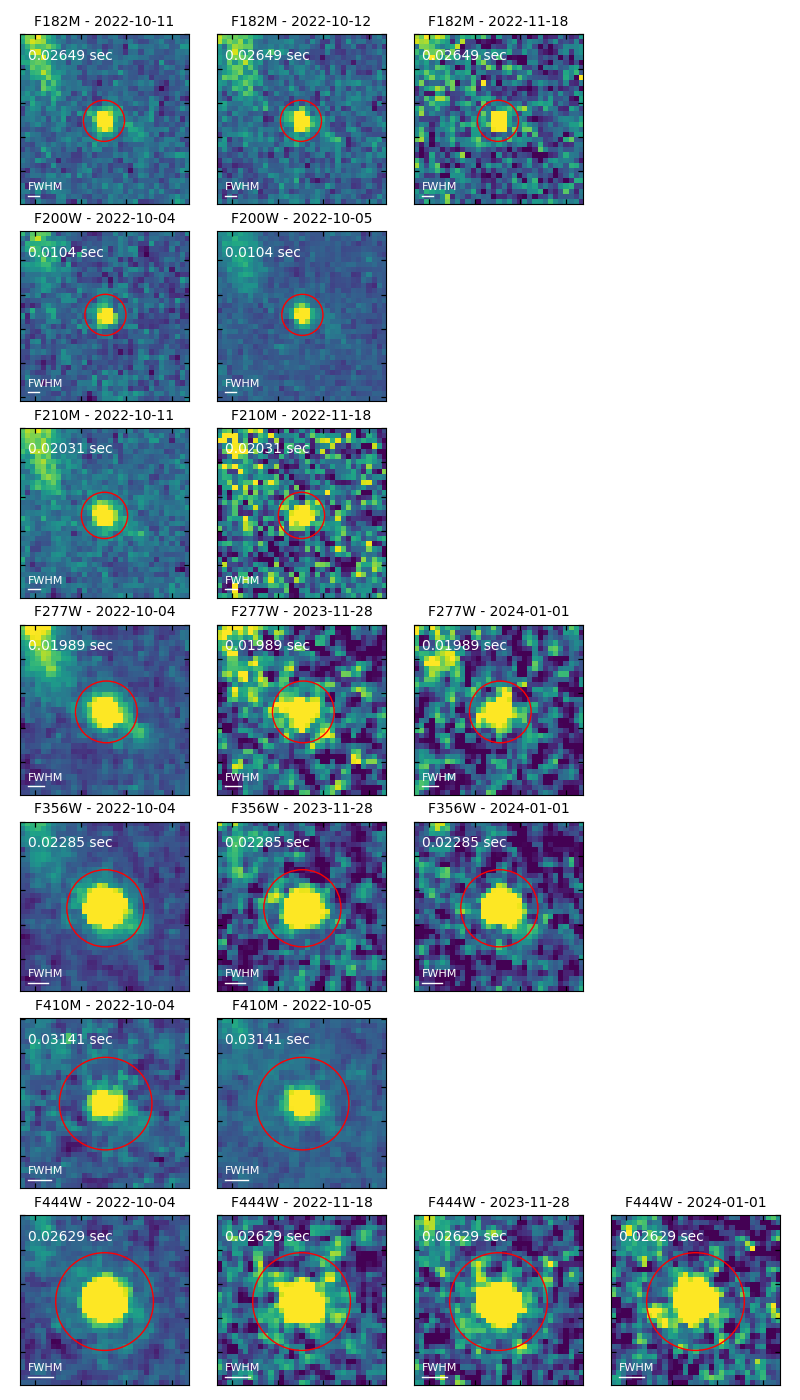 F182M - 2022-10-11
F182M - 2022-10-12
F182M - 2022-11-18
0.02649 sec
0.02649 sec
0.02649 sec
FWHM
FWHM
FWHM
F200W - 2022-10-04
F200W - 2022-10-05
0.0104 sec
0.0104 sec
FWHM
FWHM
F210M - 2022-10-11
F210M - 2022-11-18
0.02031 sec
0.02031 sec
FWHM
FWHM
F277W - 2022-10-04
F277W - 2023-11-28
F277W - 2024-01-01
0.01989 sec
0.01989 sec
0.01989 sec
FWHM
FWHM
FWHM
F356W - 2022-10-04
F356W - 2023-11-28
F356W - 2024-01-01
0.02285 sec
0.02285 sec
0.02285 sec
FWHM
FWHM
FWHM
F410M - 2022-10-04
F410M - 2022-10-05
0.03141 sec
0.03141 sec
FWHM
FWHM
F444W - 2022-10-04
F444W - 2022-11-18
F444W - 2023-11-28
F444W - 2024-01-01
0.02629 sec
0.02629 sec
0.02629 sec
0.02629 sec
FWHM
FWHM
FWHM
FWHM